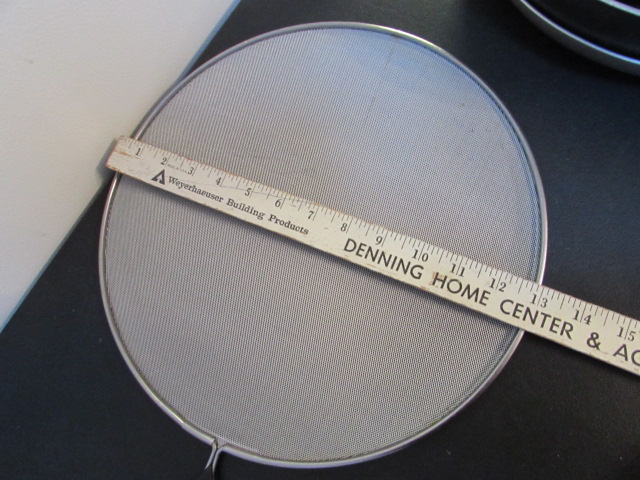 1 2 3 4 5 6 7 8 9 10 11 12 13 14 15
Weyerhaeuser Building Products
DENNING HOME CENTER & AC